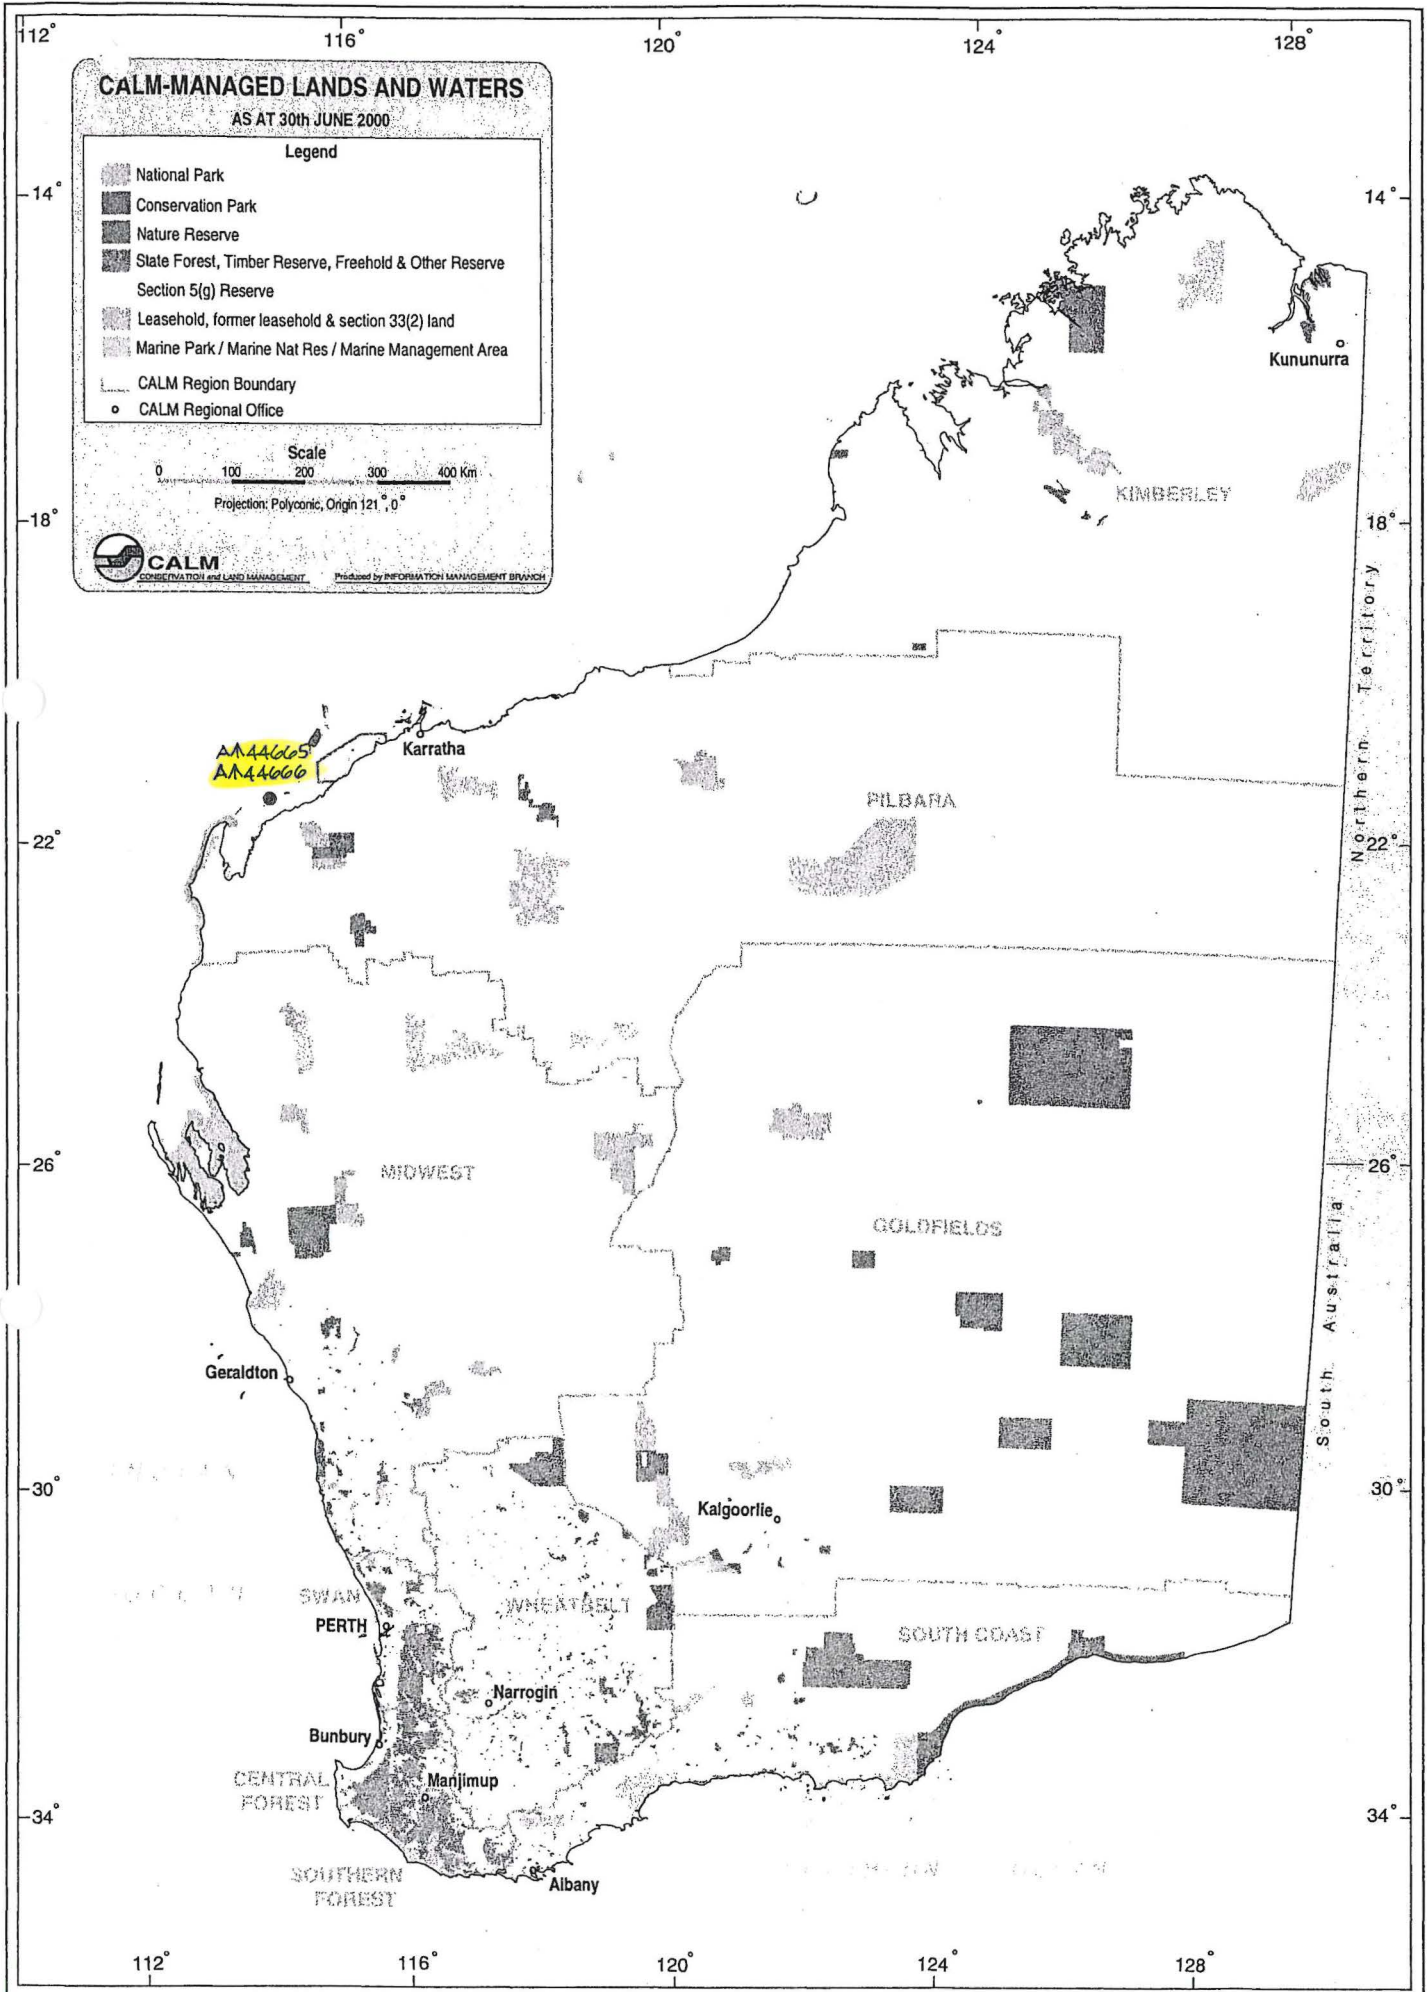 112° 116° 120° 124° 128°
CALM-MANAGED LANDS AND WATERS
AS AT 30th JUNE 2000
Legend
National Park
Conservation Park
Nature Reserve
State Forest, Timber Reserve, Freehold & Other Reserve
Section 5(g) Reserve
Leasehold, former leasehold & section 33(2) land
Marine Park / Marine Nat Res / Marine Management Area
CALM Region Boundary
CALM Regional Office
Scale
0 100 200 300 400 Km
Projection: Polyconic, Origin 121°, 0°
CALM
CONSERVATION and LAND MANAGEMENT Produced by INFORMATION MANAGEMENT BRANCH
14° 14°
Kununurra
KIMBERLEY
18° 18°
Northern Territory
44665
44666
Karratha
PILBARA
22° 22°
26° 26°
MIDWEST
GOLDFIELDS
South Australia
Geraldton
30° 30°
Kalgoorlie
SWAN
WHEATBELT
PERTH
SOUTH COAST
Narrogin
Bunbury
CENTRAL
FOREST
Manjimup
34° 34°
SOUTHERN
FOREST
Albany
112° 116° 120° 124° 128°